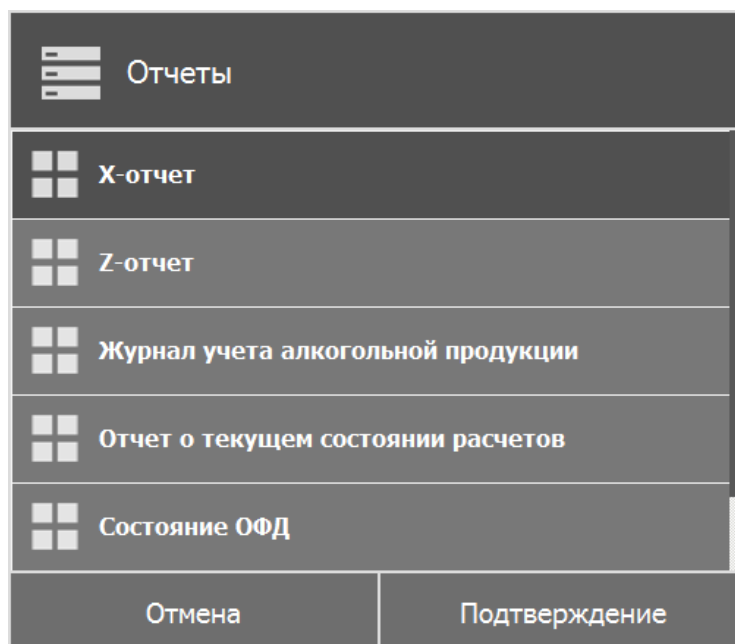 Отчеты
X-отчет
Z-отчет
Журнал учета алкогольной продукции
Отчет о текущем состоянии расчетов
Состояние ОФД
Отмена
Подтверждение